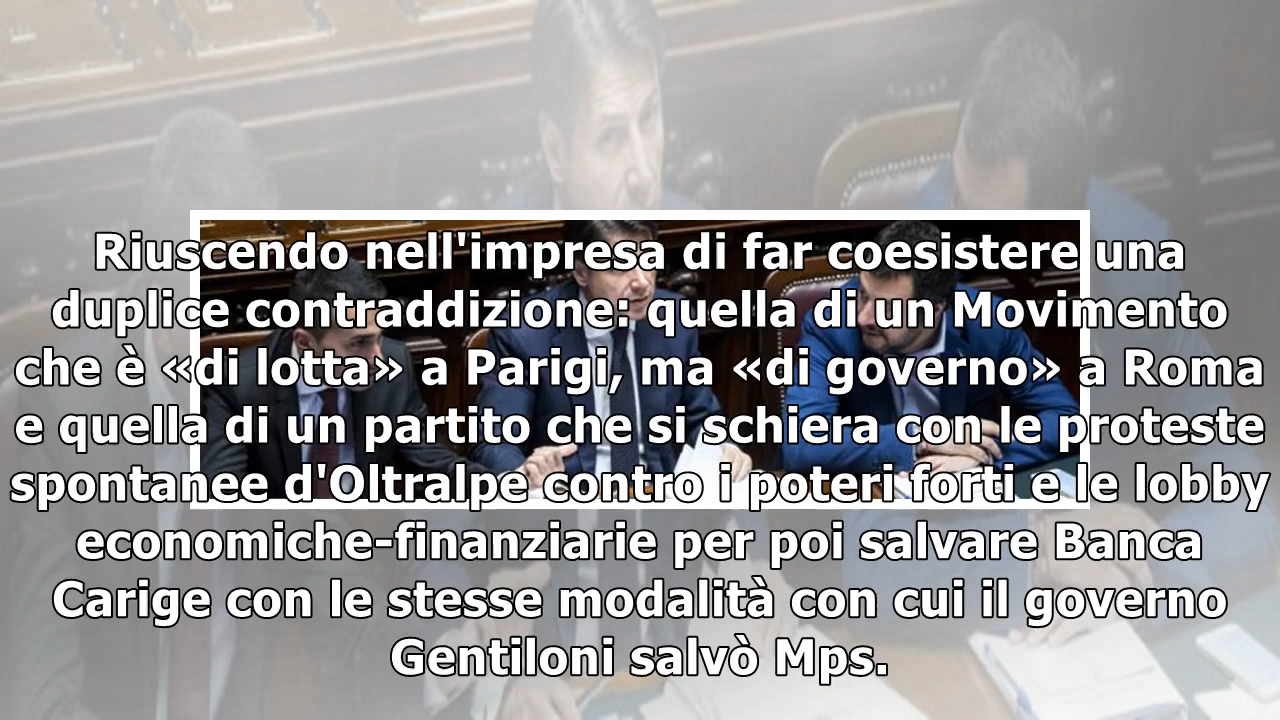 Riuscendo nell'impresa di far coesistere una
duplice contraddizione: quella di un Movimento
che è «di lotta» a Parigi, ma «di governo» a Roma
e quella di un partito che si schiera con le proteste
spontanee d'Oltralpe contro i poteri forti e le lobby
economiche-finanziarie per poi salvare Banca
Carige con le stesse modalità con cui il governo
Gentiloni salvò Mps.